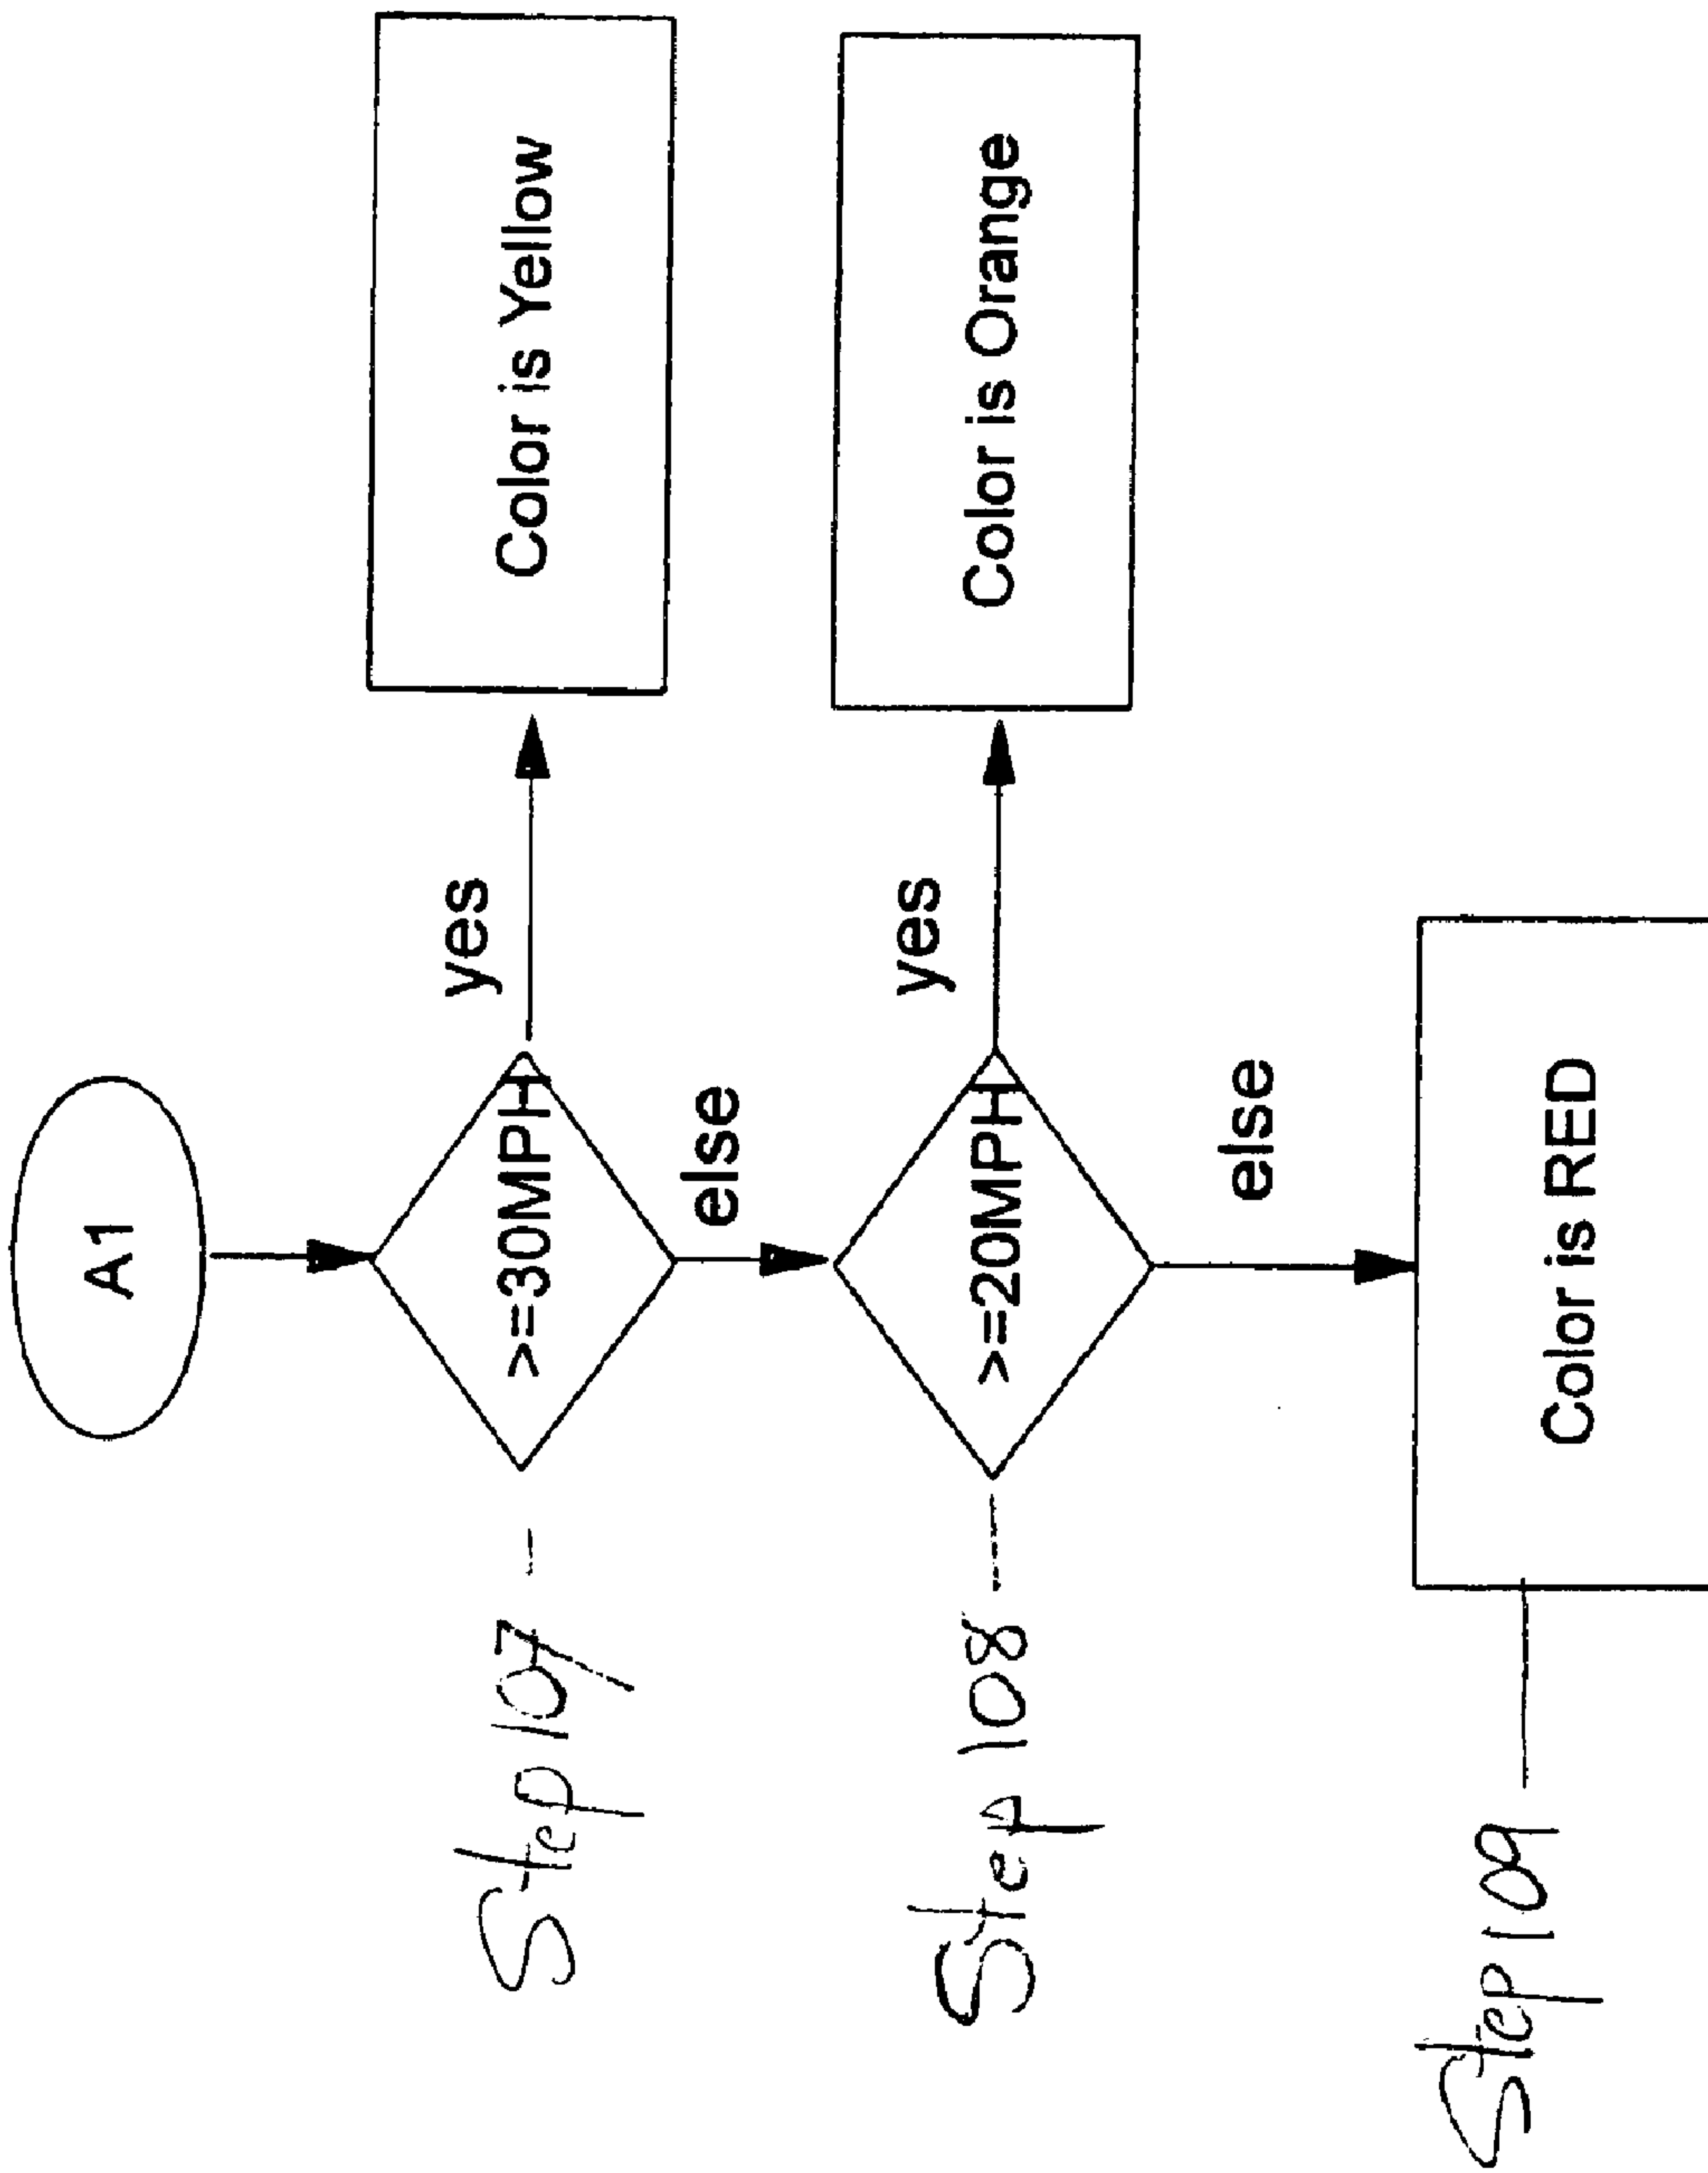 A1
Step 107
>=30MPH
yes
Color is Yellow
else
Step 108
>=20MPH
yes
Color is Orange
else
Step 109
Color is RED